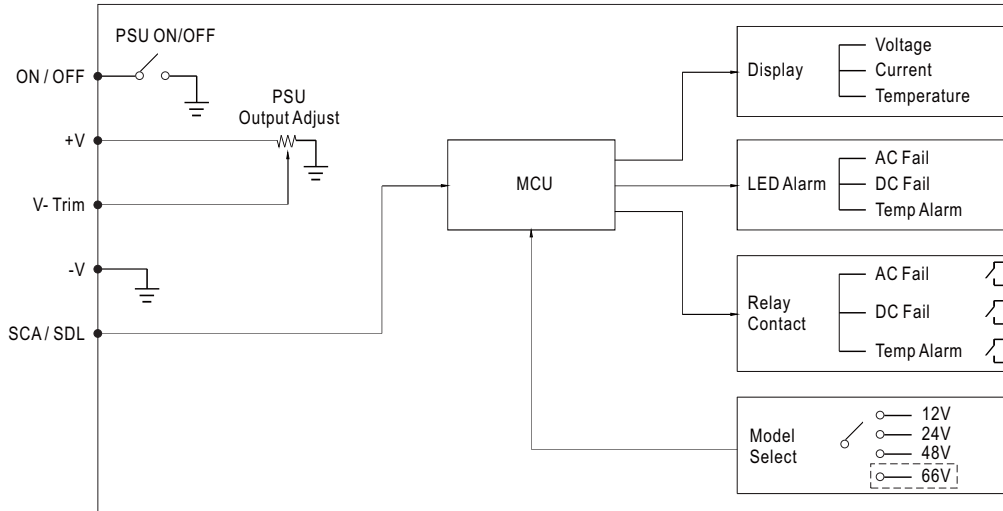 PSU ON/OFF
ON / OFF
PSU
Output Adjust
+V
V- Trim
-V
SCA / SDL
MCU
Display
Voltage
Current
Temperature
LED Alarm
AC Fail
DC Fail
Temp Alarm
Relay
Contact
AC Fail
DC Fail
Temp Alarm
Model
Select
12V
24V
48V
66V